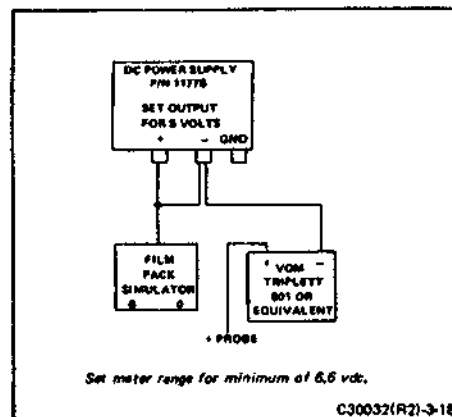 DC POWER SUPPLY
P/N 11778
SET OUTPUT
FOR 5 VOLTS
+ − GND
FILM
PACK
SIMULATOR
+ −
VOM
TRIPLETT
801 OR
EQUIVALENT
+ PROBE
Set meter range for minimum of 6.6 vdc.
C30032(R2)-3-18